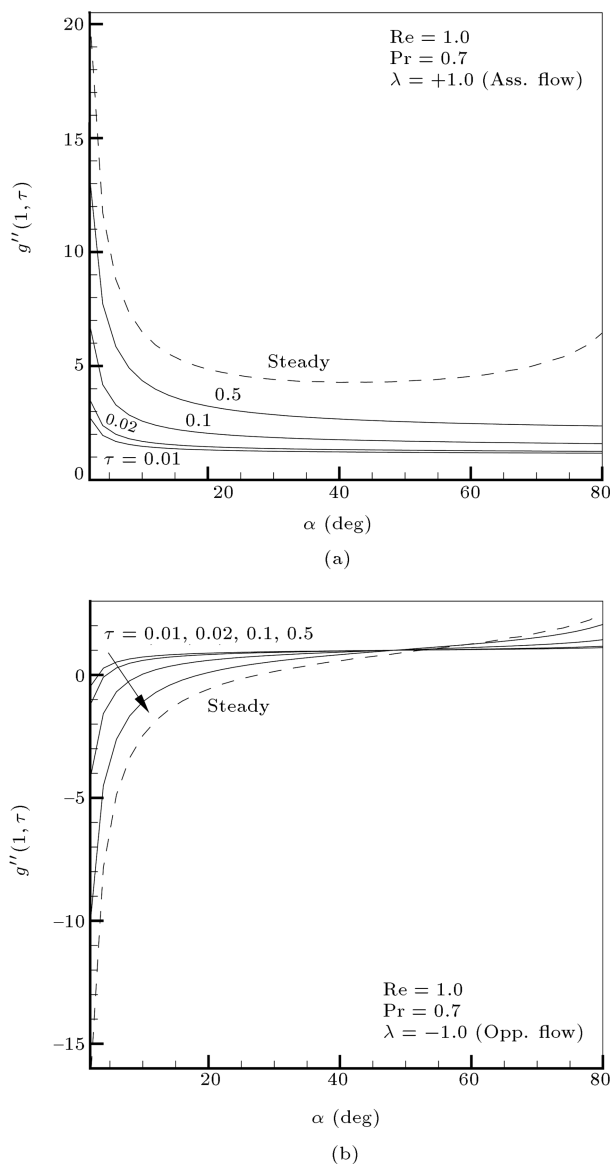 20
15
10
5
0
g″(1, τ)
Re = 1.0
Pr = 0.7
λ = +1.0 (Ass. flow)
Steady
0.5
0.1
0.02
τ = 0.01
20 40 60 80
α (deg)
(a)
τ = 0.01, 0.02, 0.1, 0.5
Steady
0
−5
−10
−15
g″(1, τ)
Re = 1.0
Pr = 0.7
λ = −1.0 (Opp. flow)
20 40 60 80
α (deg)
(b)